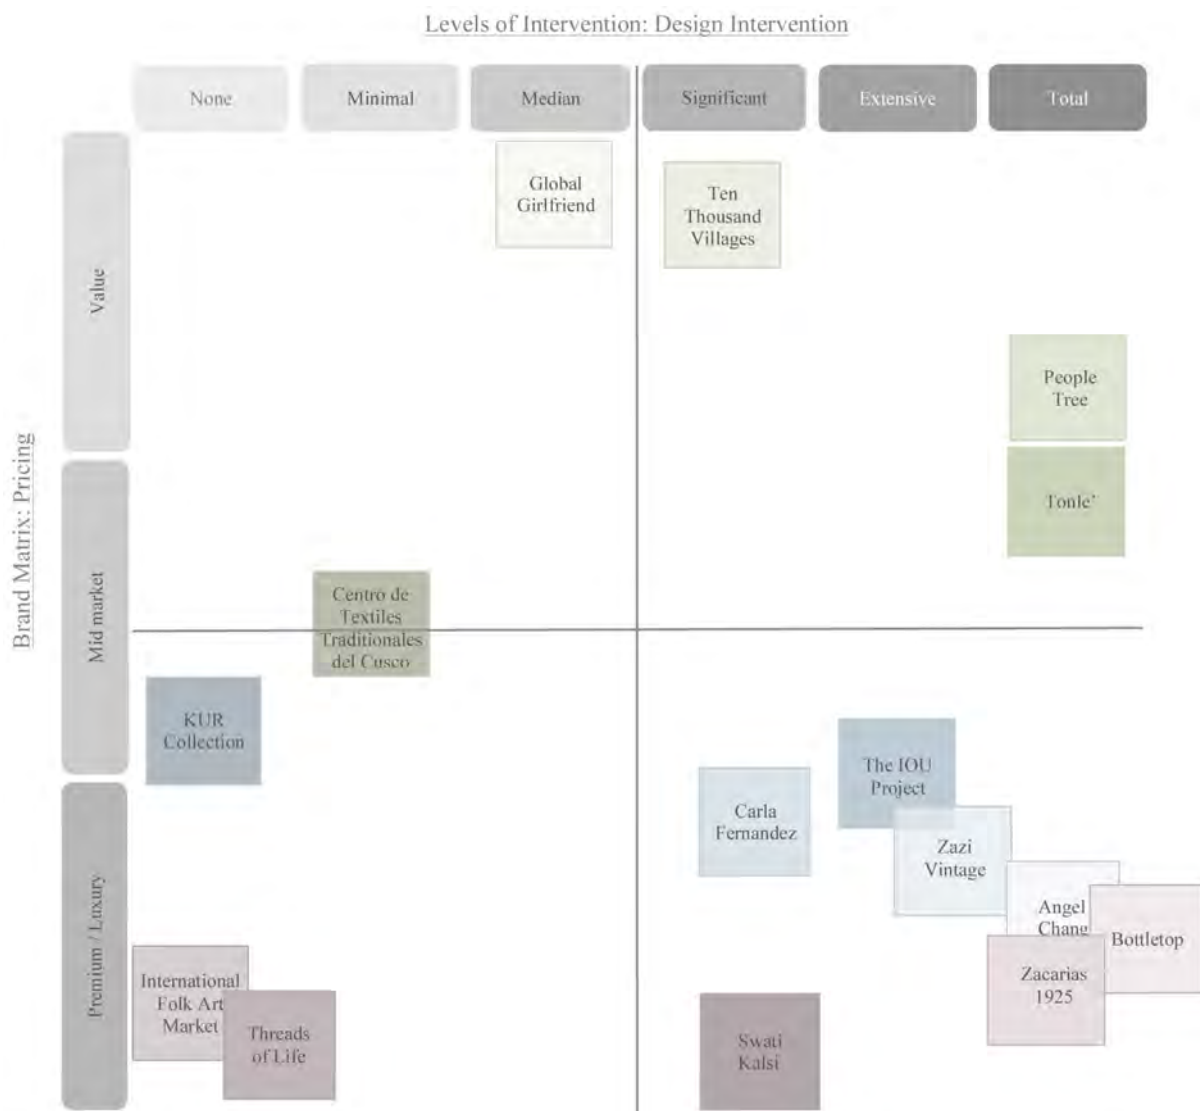 Levels of Intervention: Design Intervention
None
Minimal
Median
Significant
Extensive
Total
Brand Matrix: Pricing
Value
Mid market
Premium / Luxury
Global
Girlfriend
Ten
Thousand
Villages
People
Tree
Tonle'
Centro de
Textiles
Traditionales
del Cusco
KUR
Collection
The IOU
Project
Carla
Fernandez
Zazi
Vintage
Angel
Chang
Bottletop
International
Folk Art
Market
Threads
of Life
Zacarias
1925
Swati
Kalsi